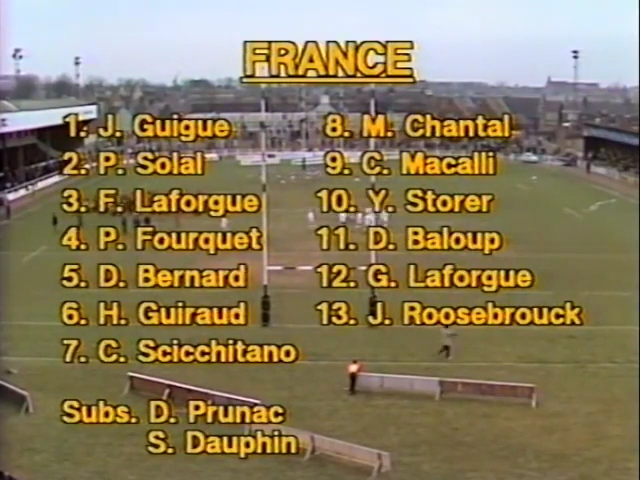 FRANCE
1. J. Guigue
2. P. Solal
3. F. Laforgue
4. P. Fourquet
5. D. Bernard
6. H. Guiraud
7. C. Scicchitano
8. M. Chantal
9. C. Macalli
10. Y. Storer
11. D. Baloup
12. G. Laforgue
13. J. Roosebrouck
Subs. D. Prunac
S. Dauphin